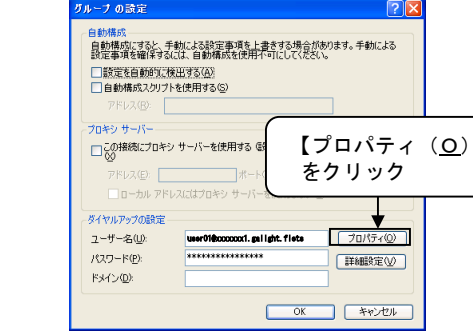 グループ の設定
自動構成
自動構成にすると、手動による設定事項を上書きする場合があります。手動による
設定事項を確保するには、自動構成を使用不可にしてください。
設定を自動的に検出する(A)
自動構成スクリプトを使用する(S)
アドレス(R):
プロキシ サーバー
この接続にプロキシ サーバーを使用する
(X)
アドレス(E):
ポート
ローカル アドレスにはプロキシ サーバーを
【プロパティ（O）
をクリック
ダイヤルアップの設定
ユーザー名(U):
プロパティ(O)
パスワード(P):
****************
詳細設定(V)
ドメイン(D):
OK
キャンセル